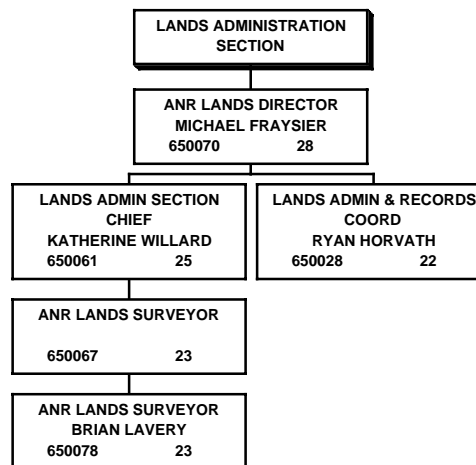 LANDS ADMINISTRATION
SECTION
ANR LANDS DIRECTOR
MICHAEL FRAYSIER
650070 28
LANDS ADMIN SECTION
CHIEF
KATHERINE WILLARD
650061 25
LANDS ADMIN & RECORDS
COORD
RYAN HORVATH
650028 22
ANR LANDS SURVEYOR
650067 23
ANR LANDS SURVEYOR
BRIAN LAVERY
650078 23